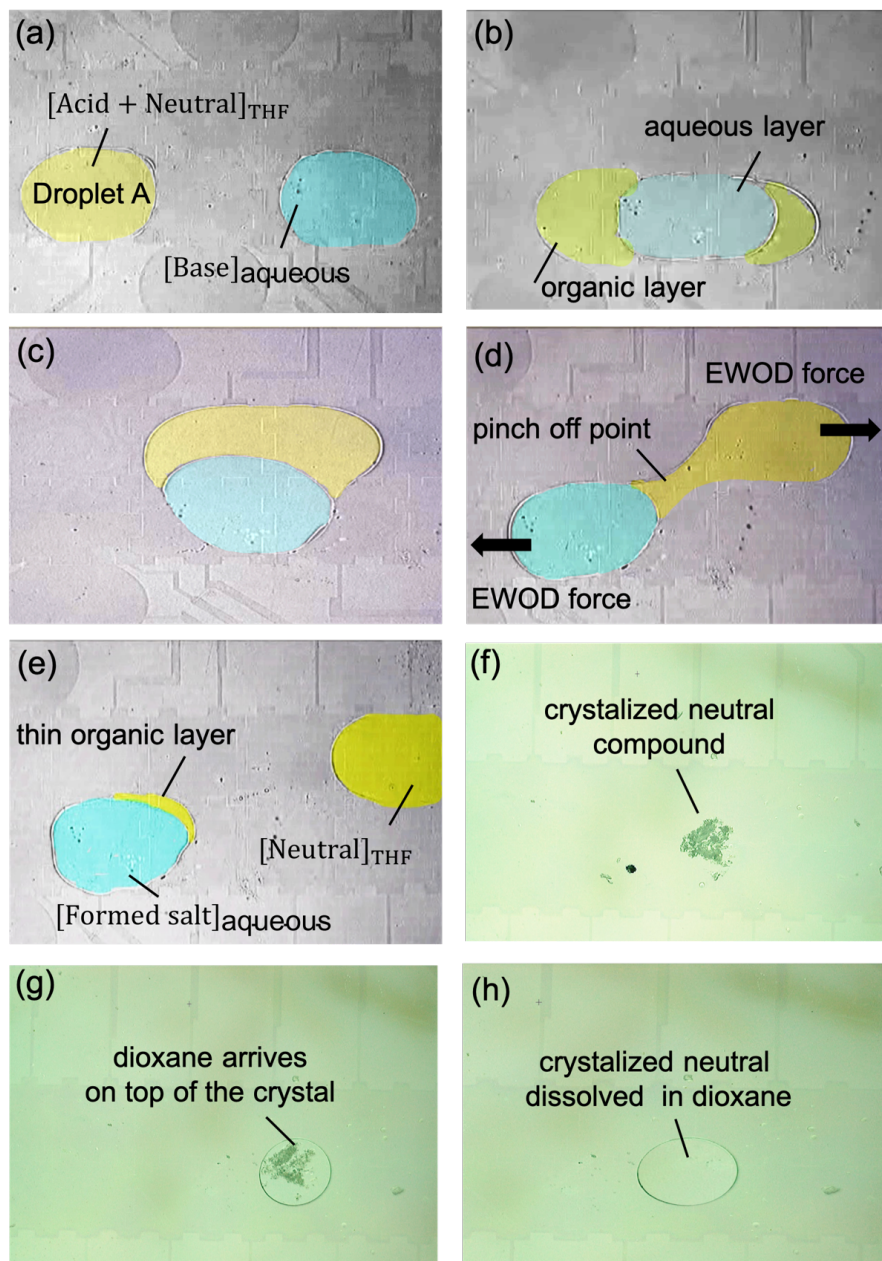 (a)
[Acid + Neutral]THF
Droplet A
[Base]aqueous
(b)
aqueous layer
organic layer
(c)
(d)
EWOD force
pinch off point
EWOD force
(e)
thin organic layer
[Neutral]THF
[Formed salt]aqueous
(f)
crystalized neutral
compound
(g)
dioxane arrives
on top of the crystal
(h)
crystalized neutral
dissolved in dioxane